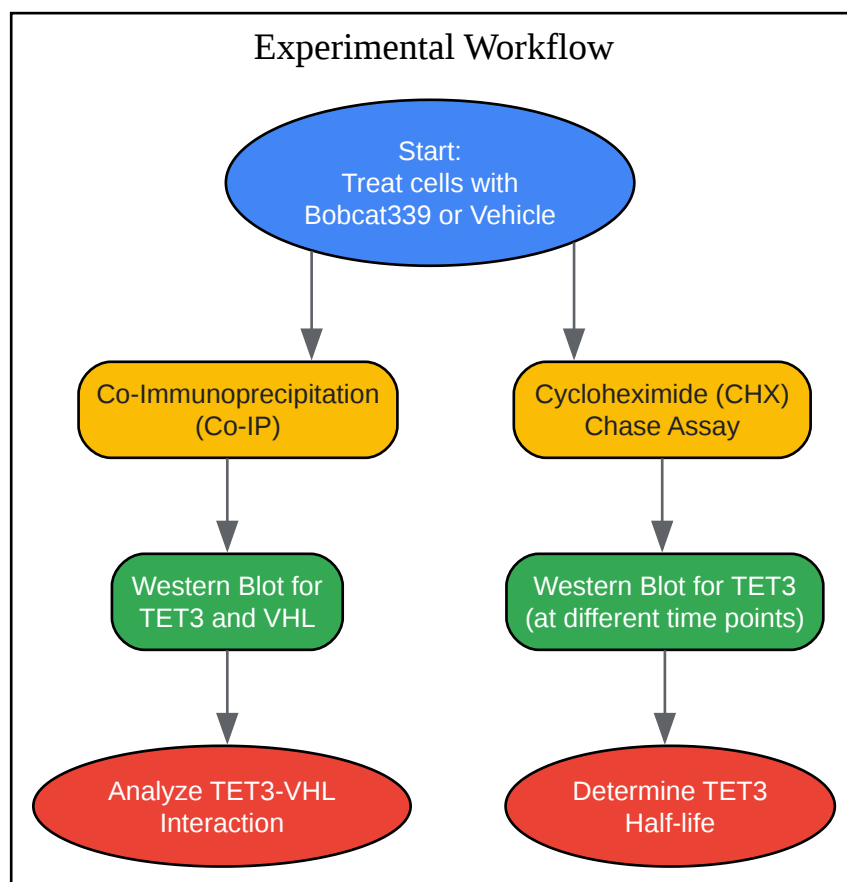 Experimental Workflow
Start:
Treat cells with
Bobcat339 or Vehicle
Co-Immunoprecipitation
(Co-IP)
Cycloheximide (CHX)
Chase Assay
Western Blot for
TET3 and VHL
Western Blot for TET3
(at different time points)
Analyze TET3-VHL
Interaction
Determine TET3
Half-life